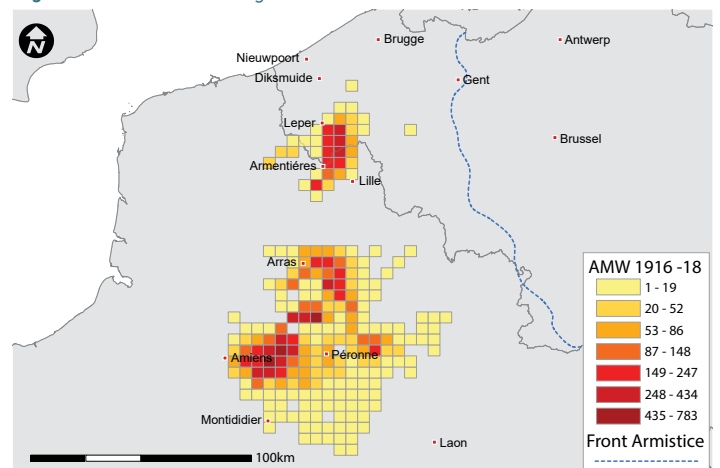 N
Brugge
Antwerp
Nieuwpoort
Diksmuide
Gent
Leper
Brussel
Armentiéres
Lille
Arras
AMW 1916 -18
1 - 19
20 - 52
53 - 86
87 - 148
149 - 247
248 - 434
435 - 783
Front Armistice
Amiens
Péronne
Montididier
Laon
100km